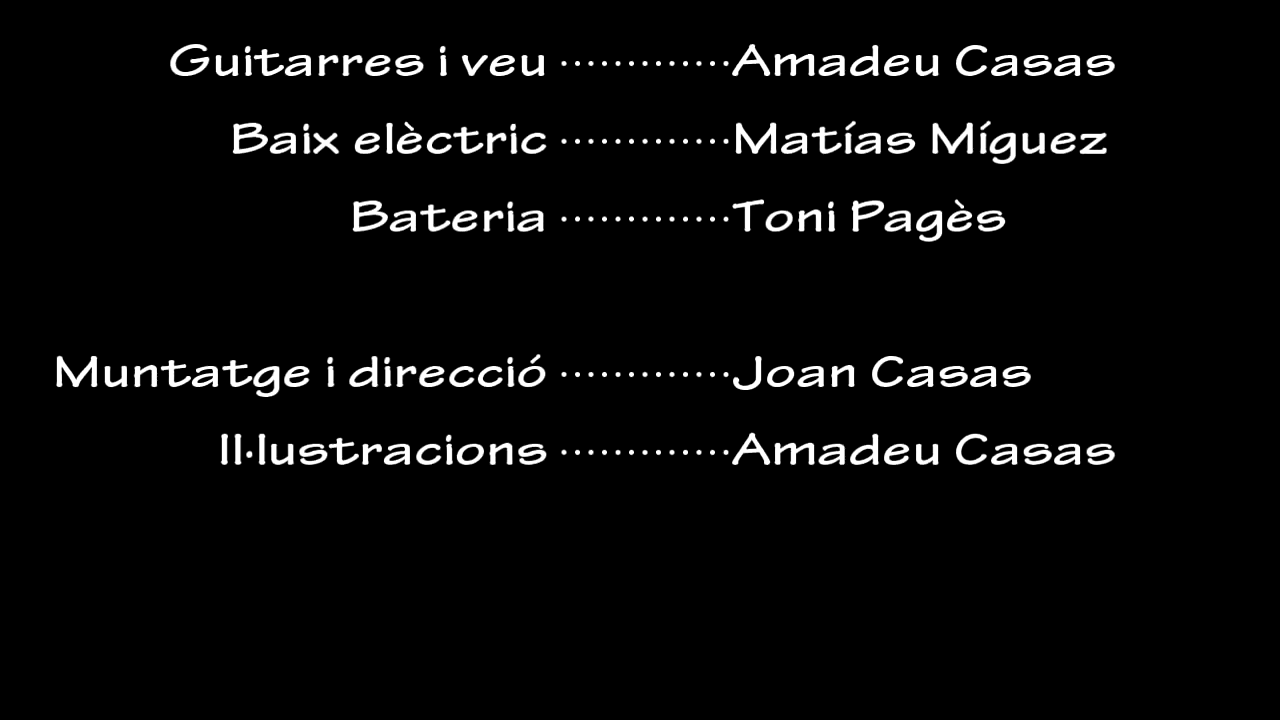 Guitarres i veu ·············Amadeu Casas
Baix elèctric ·············Matías Míguez
Bateria ·············Toni Pagès
Muntatge i direcció ·············Joan Casas
Il·lustracions ·············Amadeu Casas